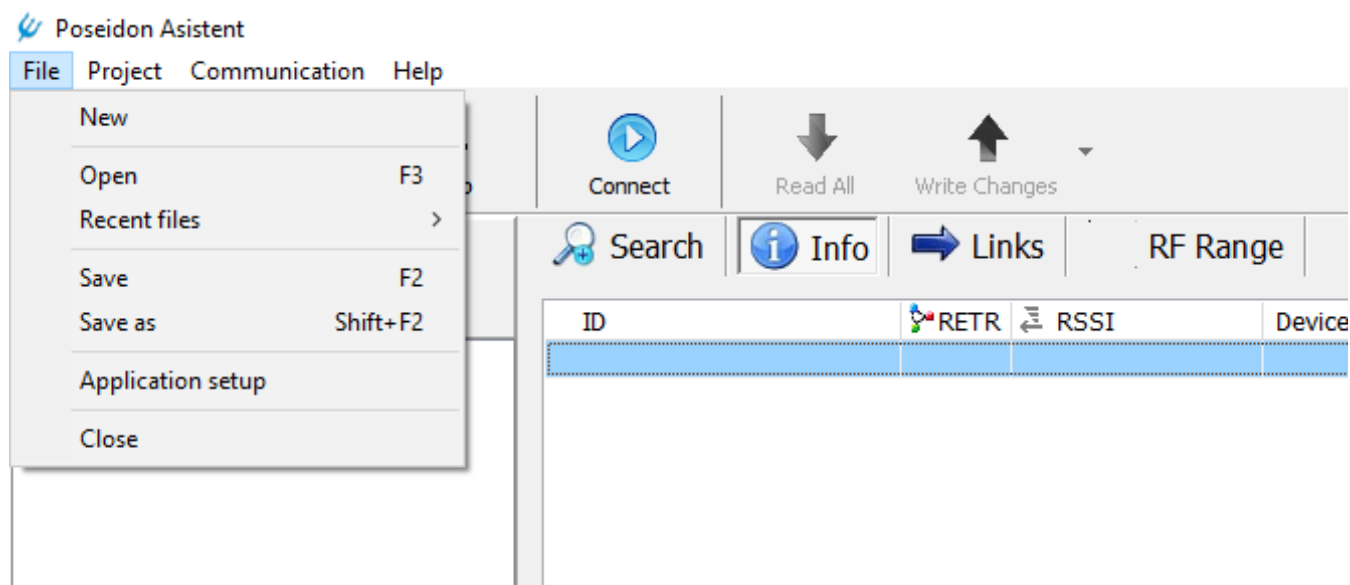 Poseidon Asistent
File Project Communication Help
New
Open F3
Recent files
Save F2
Save as Shift+F2
Application setup
Close
Connect
Read All
Write Changes
Search
Info
Links
RF Range
ID
RETR
RSSI
Device